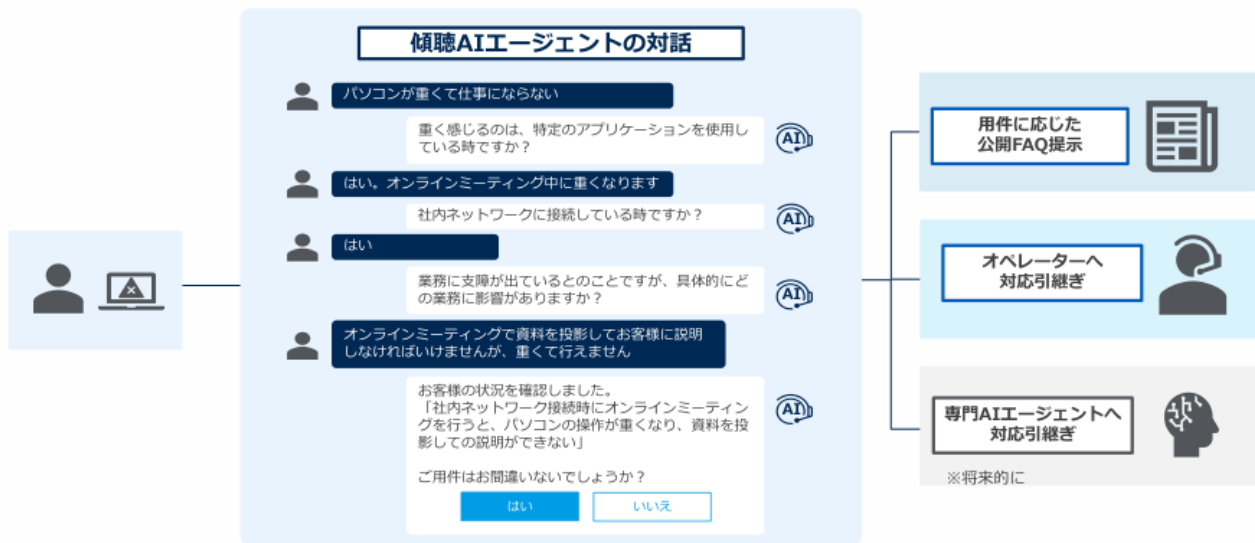 傾聴AIエージェントの対話
パソコンが重くて仕事にならない
重く感じるのは、特定のアプリケーションを使用し
ている時ですか？
AI
はい。オンラインミーティング中に重くなります
社内ネットワークに接続している時ですか？
AI
はい
業務に支障が出ているとのことですが、具体的にど
の業務に影響がありますか？
AI
オンラインミーティングで資料を投影してお客様に説明
しなければいけませんが、重くて行えません
お客様の状況を確認しました。
「社内ネットワーク接続時にオンラインミーティン
グを行うと、パソコンの操作が重くなり、資料を投
影しての説明ができない」
ご用件はお間違いないでしょうか？
AI
はい
いいえ
用件に応じた
公開FAQ提示
オペレーターへ
対応引継ぎ
専門AIエージェントへ
対応引継ぎ
※将来的に